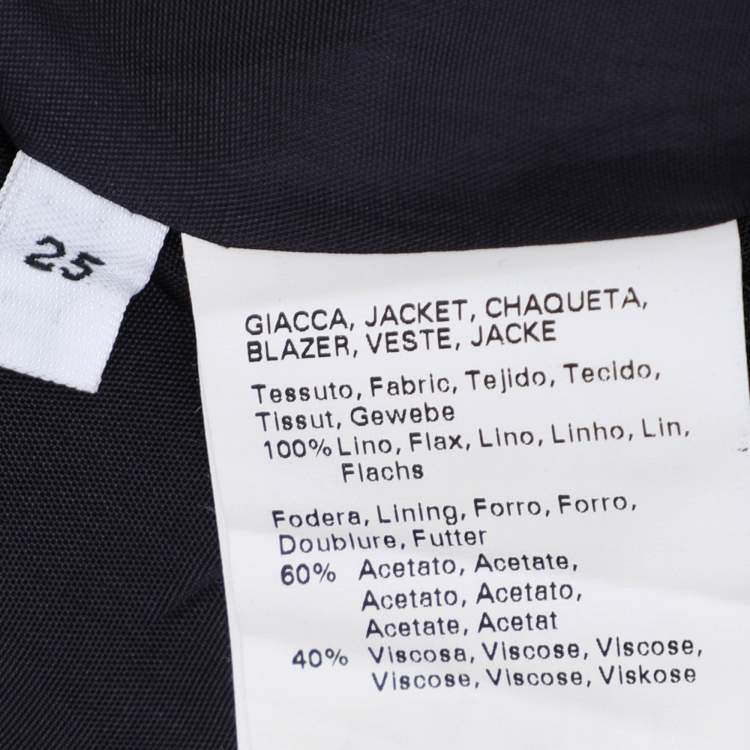 25
GIACCA, JACKET, CHAQUETA,
BLAZER, VESTE, JACKE
Tessuto, Fabric, Tejido, Tecido,
Tissut, Gewebe
100% Lino, Flax, Lino, Linho, Lin,
Flachs
Fodera, Lining, Forro, Forro,
Doublure, Futter
60% Acetato, Acetate,
Acetato, Acetato,
Acetate, Acetat
40% Viscosa, Viscose, Viscose,
Viscose, Viscose, Viskose